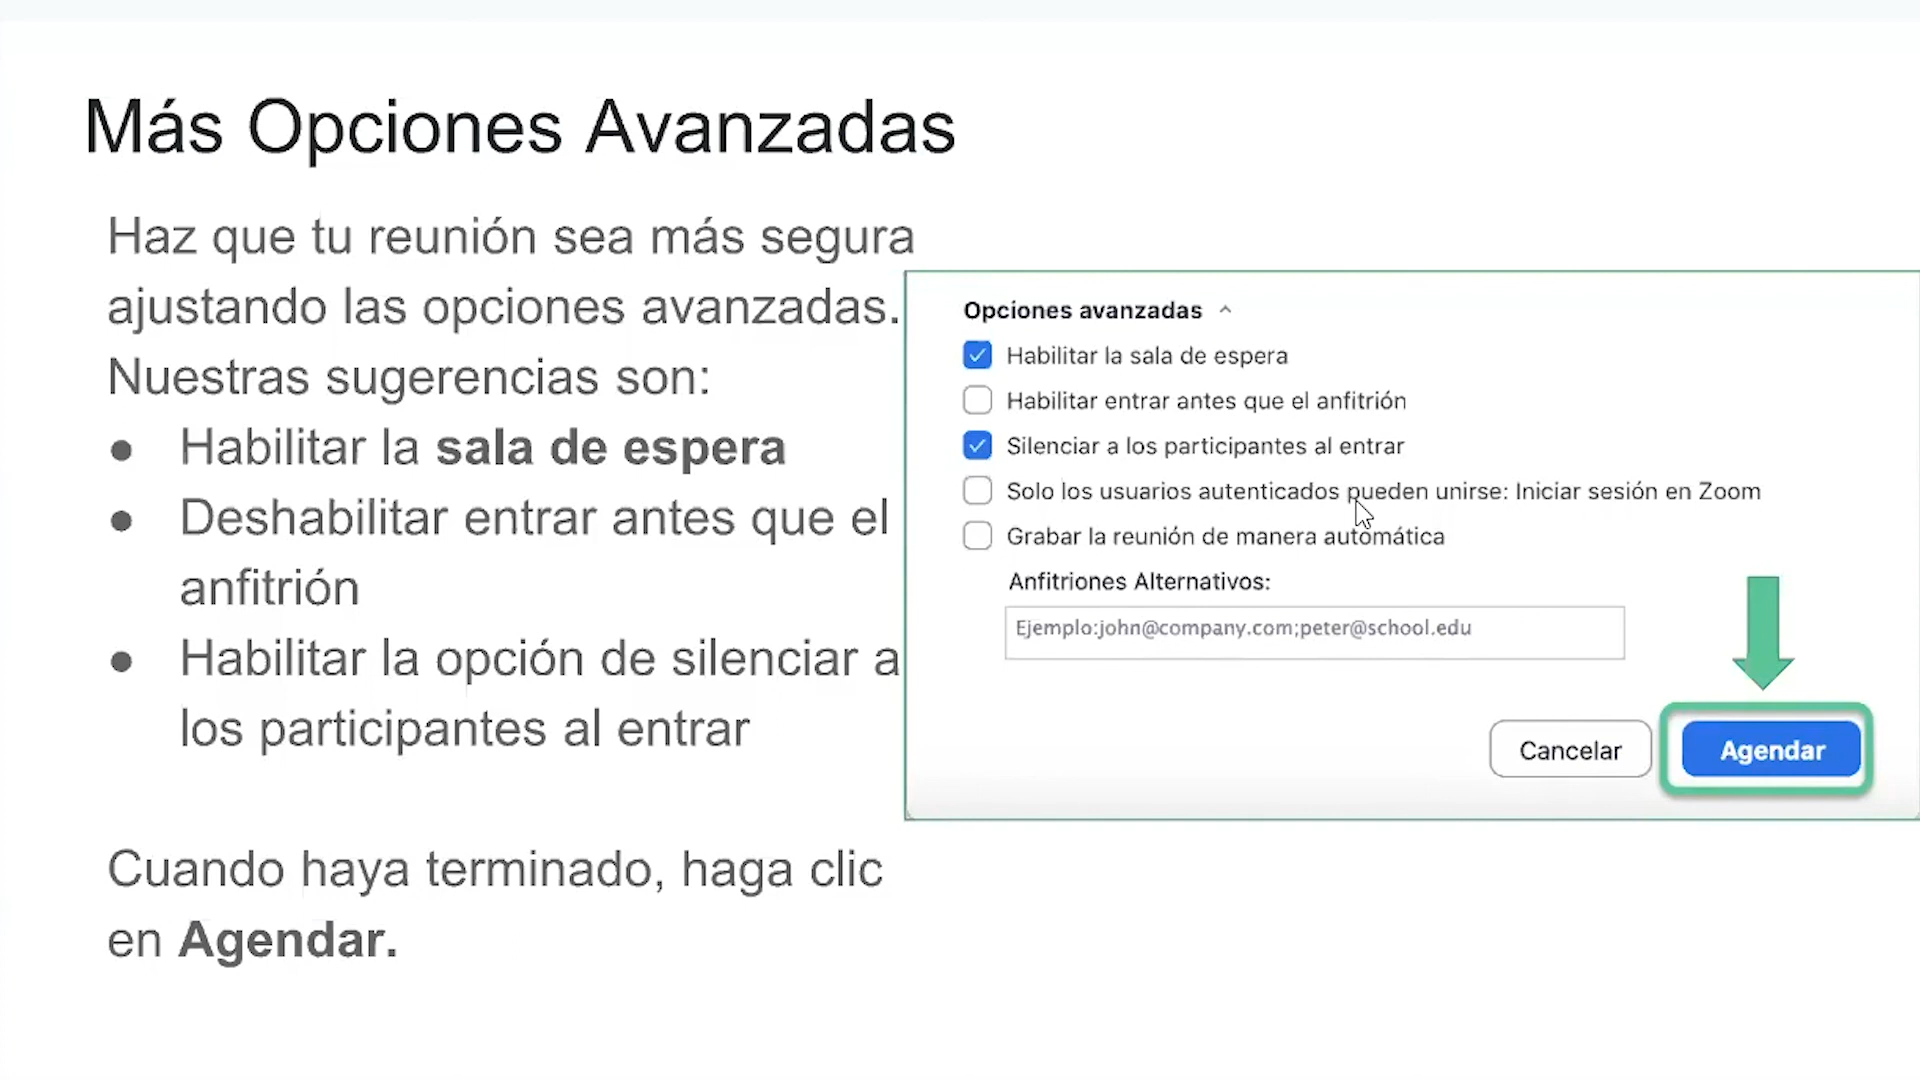 Más Opciones Avanzadas
Haz que tu reunión sea más segura
ajustando las opciones avanzadas.
Nuestras sugerencias son:
● Habilitar la sala de espera
● Deshabilitar entrar antes que el
anfitrión
● Habilitar la opción de silenciar a
los participantes al entrar
Cuando haya terminado, haga clic
en Agendar.
Opciones avanzadas
Habilitar la sala de espera
Habilitar entrar antes que el anfitrión
Silenciar a los participantes al entrar
Solo los usuarios autenticados pueden unirse: Iniciar sesión en Zoom
Grabar la reunión de manera automática
Anfitriones Alternativos:
Ejemplo:john@company.com;peter@school.edu
Cancelar
Agendar